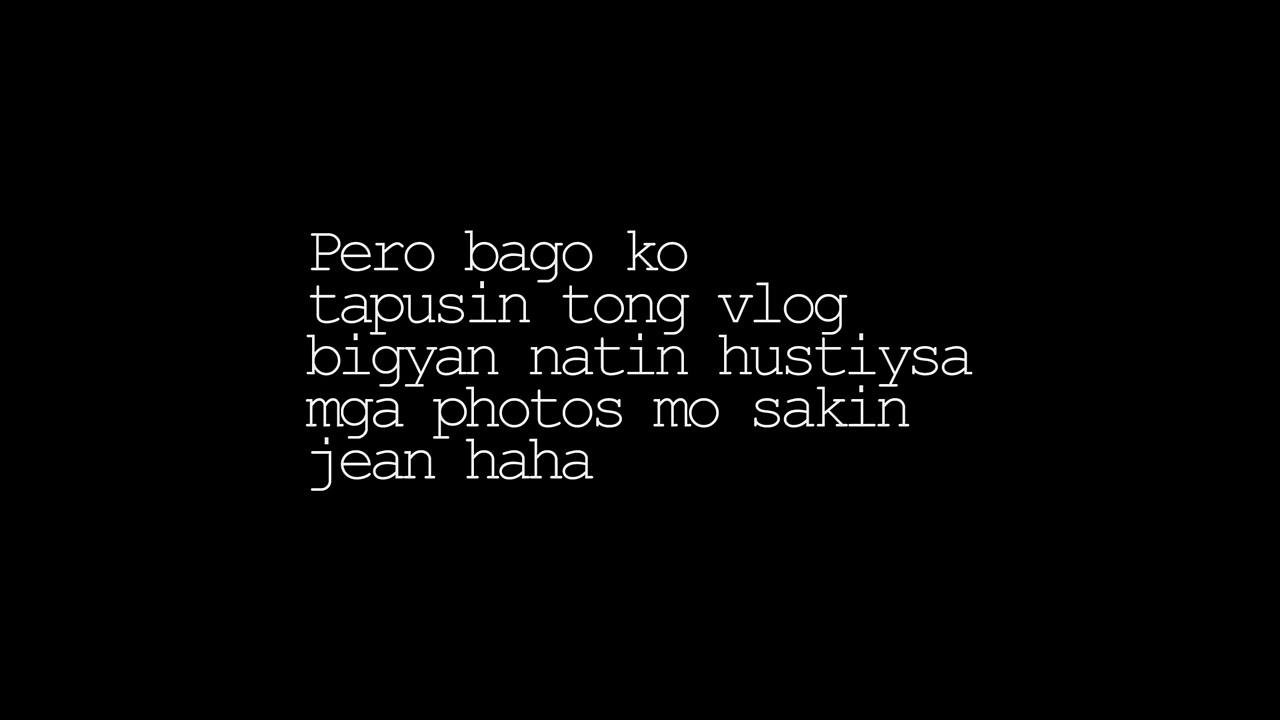 Pero bago ko
tapusin tong vlog
bigyan natin hustiysa
mga photos mo sakin
jean haha